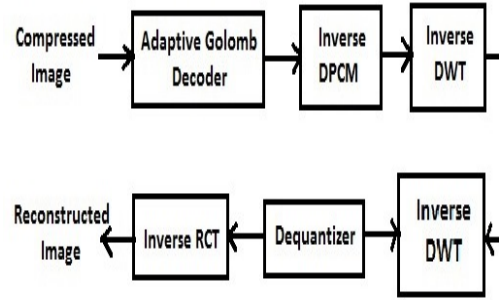 Compressed
Image
Adaptive Golomb
Decoder
Inverse
DPCM
Inverse
DWT
Reconstructed
Image
Inverse RCT
Dequantizer
Inverse
DWT